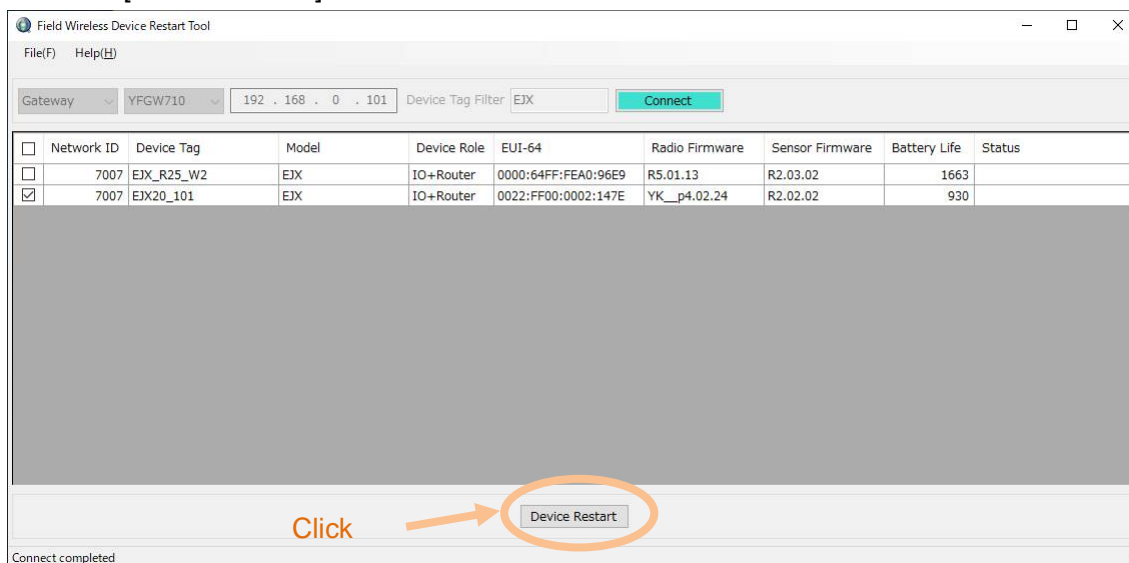 Field Wireless Device Restart Tool
File(F) Help(H)
Gateway YFGW710 192 . 168 . 0 . 101 Device Tag Filter EJX Connect
Network ID Device Tag Model Device Role EUI-64 Radio Firmware Sensor Firmware Battery Life Status
7007 EJX_R25_W2 EJX IO+Router 0000:64FF:FEA0:96E9 R5.01.13 R2.03.02 1663
7007 EJX20_101 EJX IO+Router 0022:FF00:0002:147E YK__p4.02.24 R2.02.02 930
Device Restart
Click
Connect completed